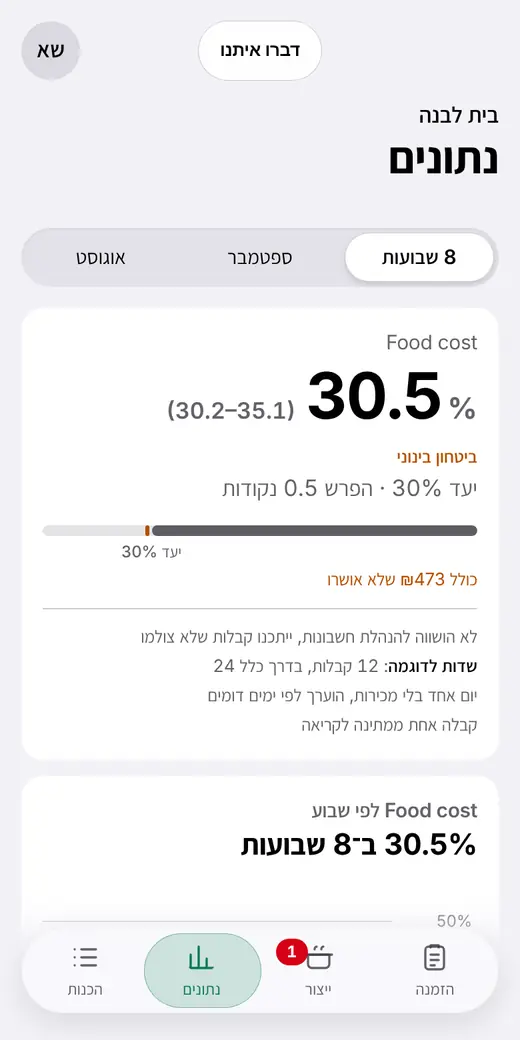 דברו איתנו
שא
בית לבנה
נתונים
8 שבועות
ספטמבר
אוגוסט
Food cost
30.5% (30.2–35.1)
ביטחון בינוני
יעד 30% · הפרש 0.5 נקודות
יעד 30%
כולל ₪473 שלא אושרו
לא הושווה להנהלת חשבונות, ייתכנו קבלות שלא צולמו
שדות לדוגמה: 12 קבלות, בדרך כלל 24
יום אחד בלי מכירות, הוערך לפי ימים דומים
קבלה אחת ממתינה לקריאה
Food cost לפי שבוע
30.5% ב־8 שבועות
50%
הזמנה
1
ייצור
נתונים
הכנות